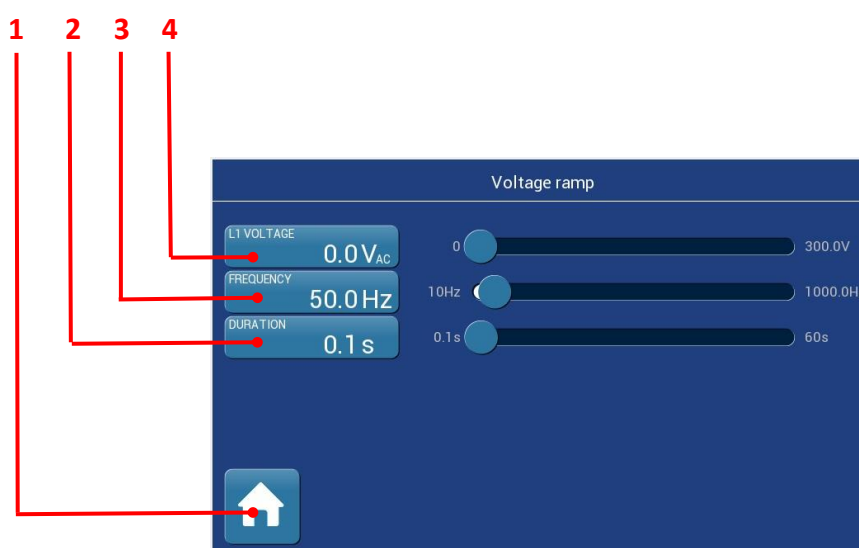 1 2 3 4
Voltage ramp
L1 VOLTAGE
0.0 VAC
0
300.0V
FREQUENCY
50.0 Hz
10Hz
1000.0H
DURATION
0.1 s
0.1s
60s